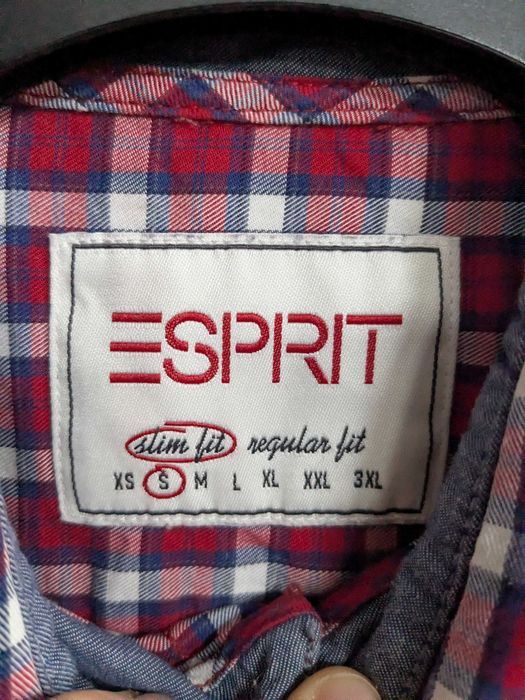 ESPRIT
slim fit regular fit
XS S M L XL XXL 3XL